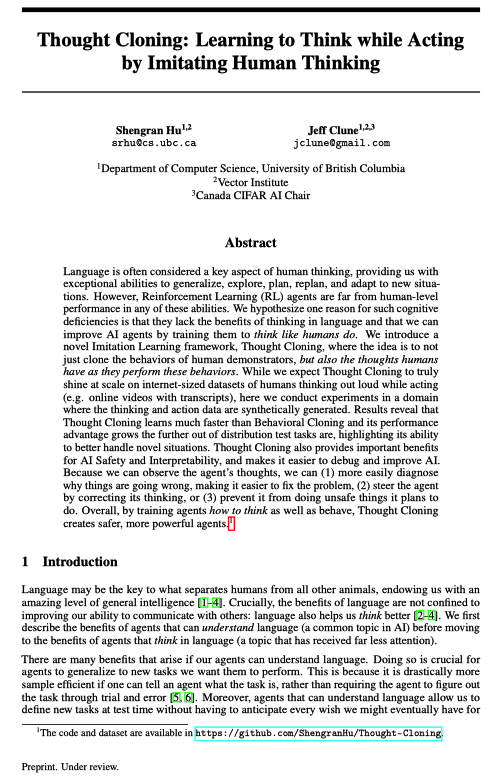 Thought Cloning: Learning to Think while Acting
by Imitating Human Thinking
Shengran Hu1,2
srhu@cs.ubc.ca
Jeff Clune1,2,3
jclune@gmail.com
1Department of Computer Science, University of British Columbia
2Vector Institute
3Canada CIFAR AI Chair
Abstract
Language is often considered a key aspect of human thinking, providing us with
exceptional abilities to generalize, explore, plan, replan, and adapt to new situa-
tions. However, Reinforcement Learning (RL) agents are far from human-level
performance in any of these abilities. We hypothesize one reason for such cognitive
deficiencies is that they lack the benefits of thinking in language and that we can
improve AI agents by training them to think like humans do. We introduce a
novel Imitation Learning framework, Thought Cloning, where the idea is to not
just clone the behaviors of human demonstrators, but also the thoughts humans
have as they perform these behaviors. While we expect Thought Cloning to truly
shine at scale on internet-sized datasets of humans thinking out loud while acting
(e.g. online videos with transcripts), here we conduct experiments in a domain
where the thinking and action data are synthetically generated. Results reveal that
Thought Cloning learns much faster than Behavioral Cloning and its performance
advantage grows the further out of distribution test tasks are, highlighting its ability
to better handle novel situations. Thought Cloning also provides important benefits
for AI Safety and Interpretability, and makes it easier to debug and improve AI.
Because we can observe the agent's thoughts, we can (1) more easily diagnose
why things are going wrong, making it easier to fix the problem, (2) steer the agent
by correcting its thinking, or (3) prevent it from doing unsafe things it plans to
do. Overall, by training agents how to think as well as behave, Thought Cloning
creates safer, more powerful agents.1
1 Introduction
Language may be the key to what separates humans from all other animals, endowing us with an
amazing level of general intelligence [1–4]. Crucially, the benefits of language are not confined to
improving our ability to communicate with others: language also helps us think better [2–4]. We first
describe the benefits of agents that can understand language (a common topic in AI) before moving
to the benefits of agents that think in language (a topic that has received far less attention).
There are many benefits that arise if our agents can understand language. Doing so is crucial for
agents to generalize to new tasks we want them to perform. This is because it is drastically more
sample efficient if one can tell an agent what the task is, rather than requiring the agent to figure out
the task through trial and error [5, 6]. Moreover, agents that can understand language allow us to
define new tasks at test time without having to anticipate every wish we might eventually have for
1The code and dataset are available in https://github.com/ShengranHu/Thought-Cloning.
Preprint. Under review.